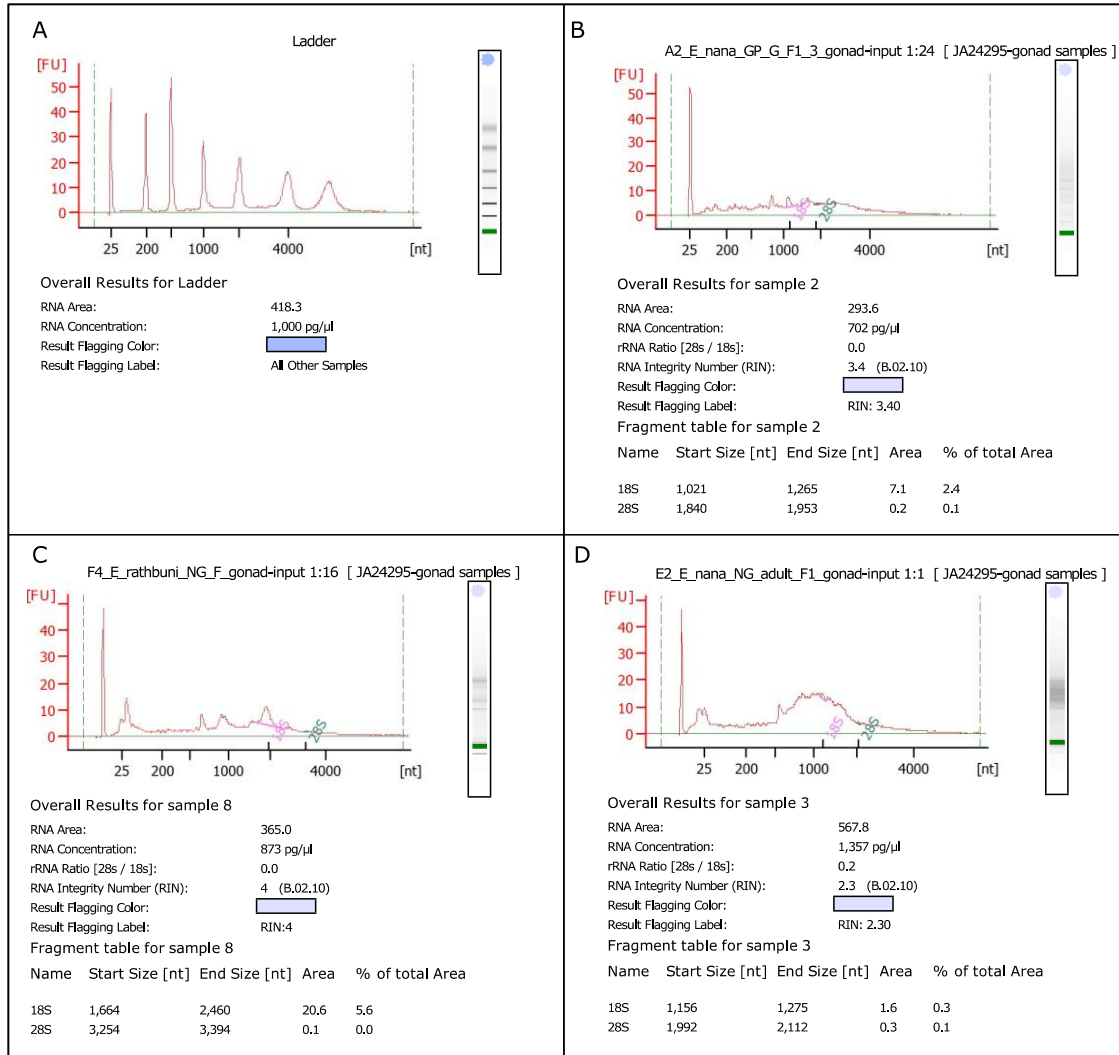 A
Ladder
[FU]
50
40
30
20
10
0
25 200 1000 4000 [nt]
Overall Results for Ladder
RNA Area: 418.3
RNA Concentration: 1,000 pg/µl
Result Flagging Color:
Result Flagging Label: All Other Samples
B
A2_E_nana_GP_G_F1_3_gonad-input 1:24 [ JA24295-gonad samples ]
[FU]
50
40
30
20
10
0
18S 28S
25 200 1000 4000 [nt]
Overall Results for sample 2
RNA Area: 293.6
RNA Concentration: 702 pg/µl
rRNA Ratio [28s / 18s]: 0.0
RNA Integrity Number (RIN): 3.4 (B.02.10)
Result Flagging Color:
Result Flagging Label: RIN: 3.40
Fragment table for sample 2
Name Start Size [nt] End Size [nt] Area % of total Area
18S 1,021 1,265 7.1 2.4
28S 1,840 1,953 0.2 0.1
C
F4_E_rathbuni_NG_F_gonad-input 1:16 [ JA24295-gonad samples ]
[FU]
40
30
20
10
0
18S 28S
25 200 1000 4000 [nt]
Overall Results for sample 8
RNA Area: 365.0
RNA Concentration: 873 pg/µl
rRNA Ratio [28s / 18s]: 0.0
RNA Integrity Number (RIN): 4 (B.02.10)
Result Flagging Color:
Result Flagging Label: RIN:4
Fragment table for sample 8
Name Start Size [nt] End Size [nt] Area % of total Area
18S 1,664 2,460 20.6 5.6
28S 3,254 3,394 0.1 0.0
D
E2_E_nana_NG_adult_F1_gonad-input 1:1 [ JA24295-gonad samples ]
[FU]
40
30
20
10
0
18S 28S
25 200 1000 4000 [nt]
Overall Results for sample 3
RNA Area: 567.8
RNA Concentration: 1,357 pg/µl
rRNA Ratio [28s / 18s]: 0.2
RNA Integrity Number (RIN): 2.3 (B.02.10)
Result Flagging Color:
Result Flagging Label: RIN: 2.30
Fragment table for sample 3
Name Start Size [nt] End Size [nt] Area % of total Area
18S 1,156 1,275 1.6 0.3
28S 1,992 2,112 0.3 0.1